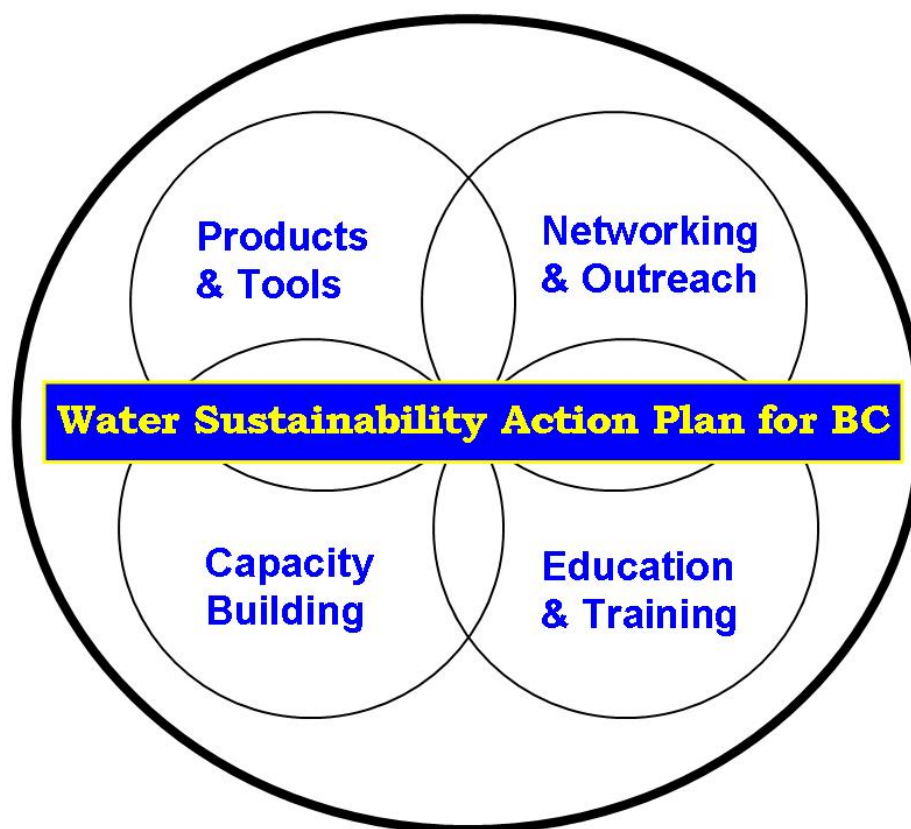 Products
& Tools
Networking
& Outreach
Water Sustainability Action Plan for BC
Capacity
Building
Education
& Training